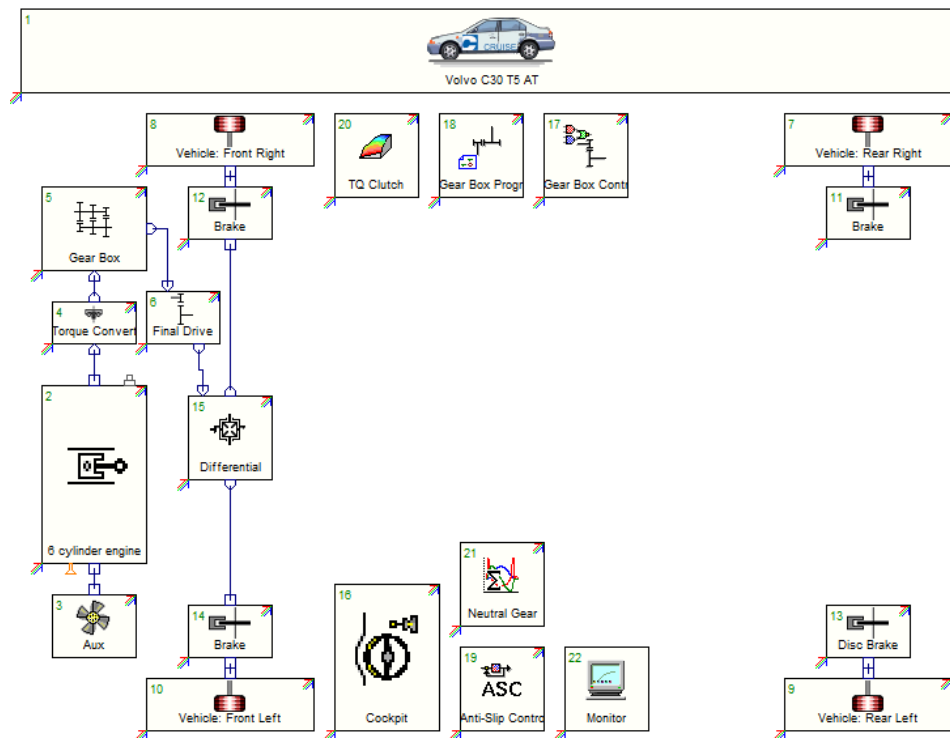 1
CRUISE
Volvo C30 T5 AT
8
Vehicle: Front Right
20
TQ Clutch
18
Gear Box Progr
17
Gear Box Contr
7
Vehicle: Rear Right
5
Gear Box
12
Brake
11
Brake
4
Torque Convert
6
Final Drive
2
6 cylinder engine
15
Differential
3
Aux
14
Brake
16
Cockpit
21
Neutral Gear
13
Disc Brake
10
Vehicle: Front Left
19
ASC
Anti-Slip Contro
22
Monitor
9
Vehicle: Rear Left